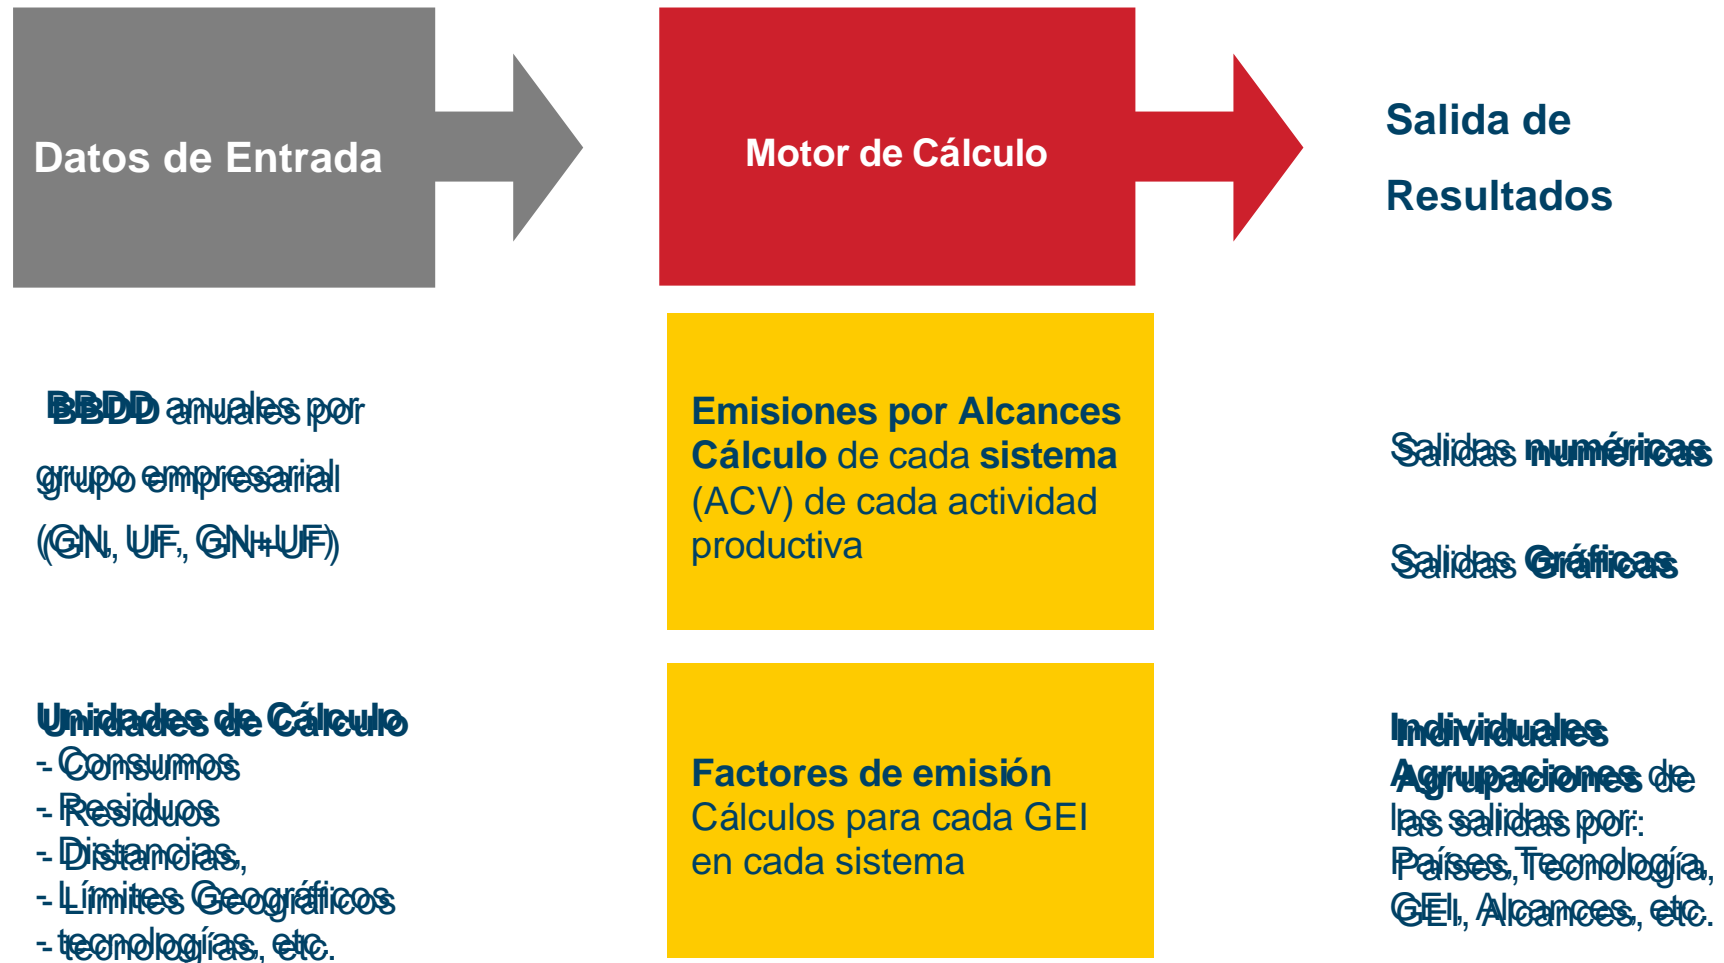 Datos de Entrada
Motor de Cálculo
Salida de
Resultados
BBDD anuales por
grupo empresarial
(GN, UF, GN+UF)
Unidades de Cálculo
- Consumos
- Residuos
- Distancias,
- Límites Geográficos
- tecnologías, etc.
Emisiones por Alcances
Cálculo de cada sistema
(ACV) de cada actividad
productiva
Factores de emisión
Cálculos para cada GEI
en cada sistema
Salidas numéricas
Salidas Gráficas
Individuales
Agrupaciones de
las salidas por:
Países, Tecnología,
GEI, Alcances, etc.